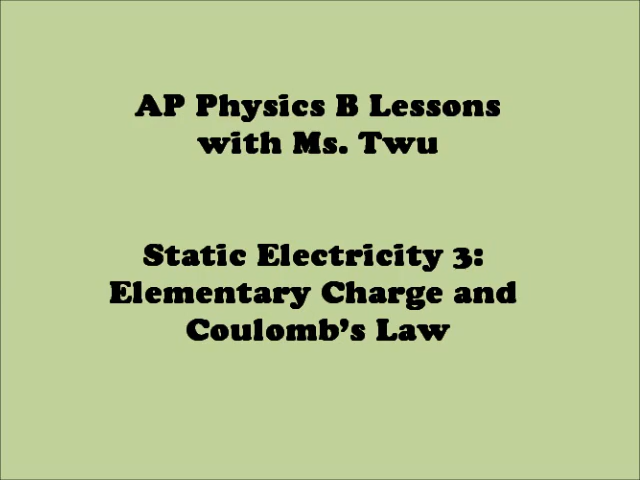 AP Physics B Lessons
with Ms. Twu
Static Electricity 3:
Elementary Charge and
Coulomb's Law